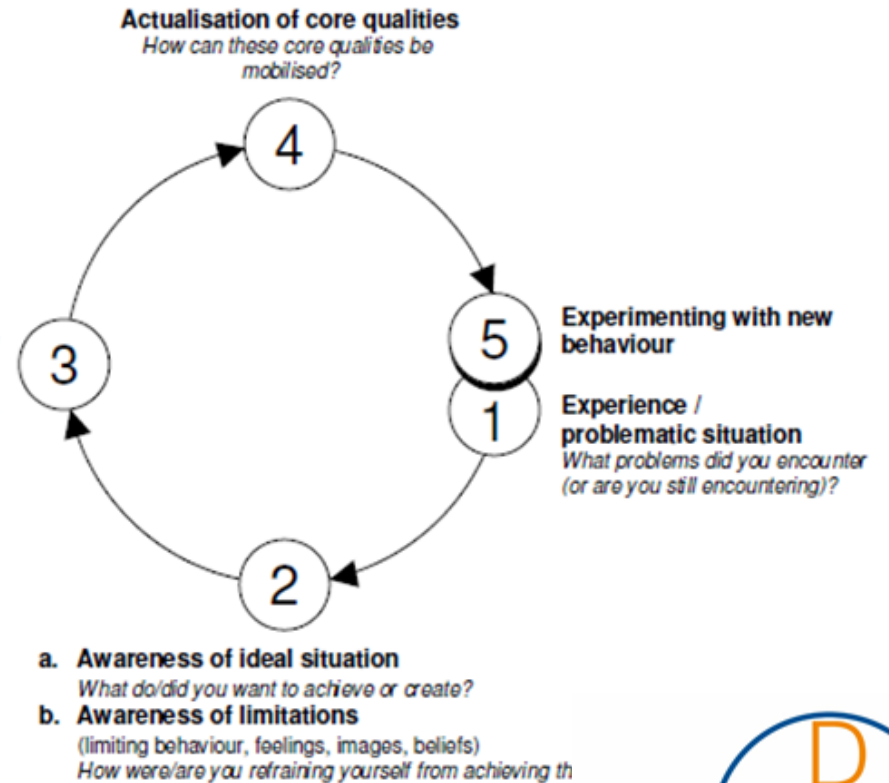 Actualisation of core qualities
How can these core qualities be
mobilised?
4
3
5
Experimenting with new
behaviour
1
Experience /
problematic situation
What problems did you encounter
(or are you still encountering)?
2
a. Awareness of ideal situation
What do/did you want to achieve or create?
b. Awareness of limitations
(limiting behaviour, feelings, images, beliefs)
How were/are you refraining yourself from achieving th
D